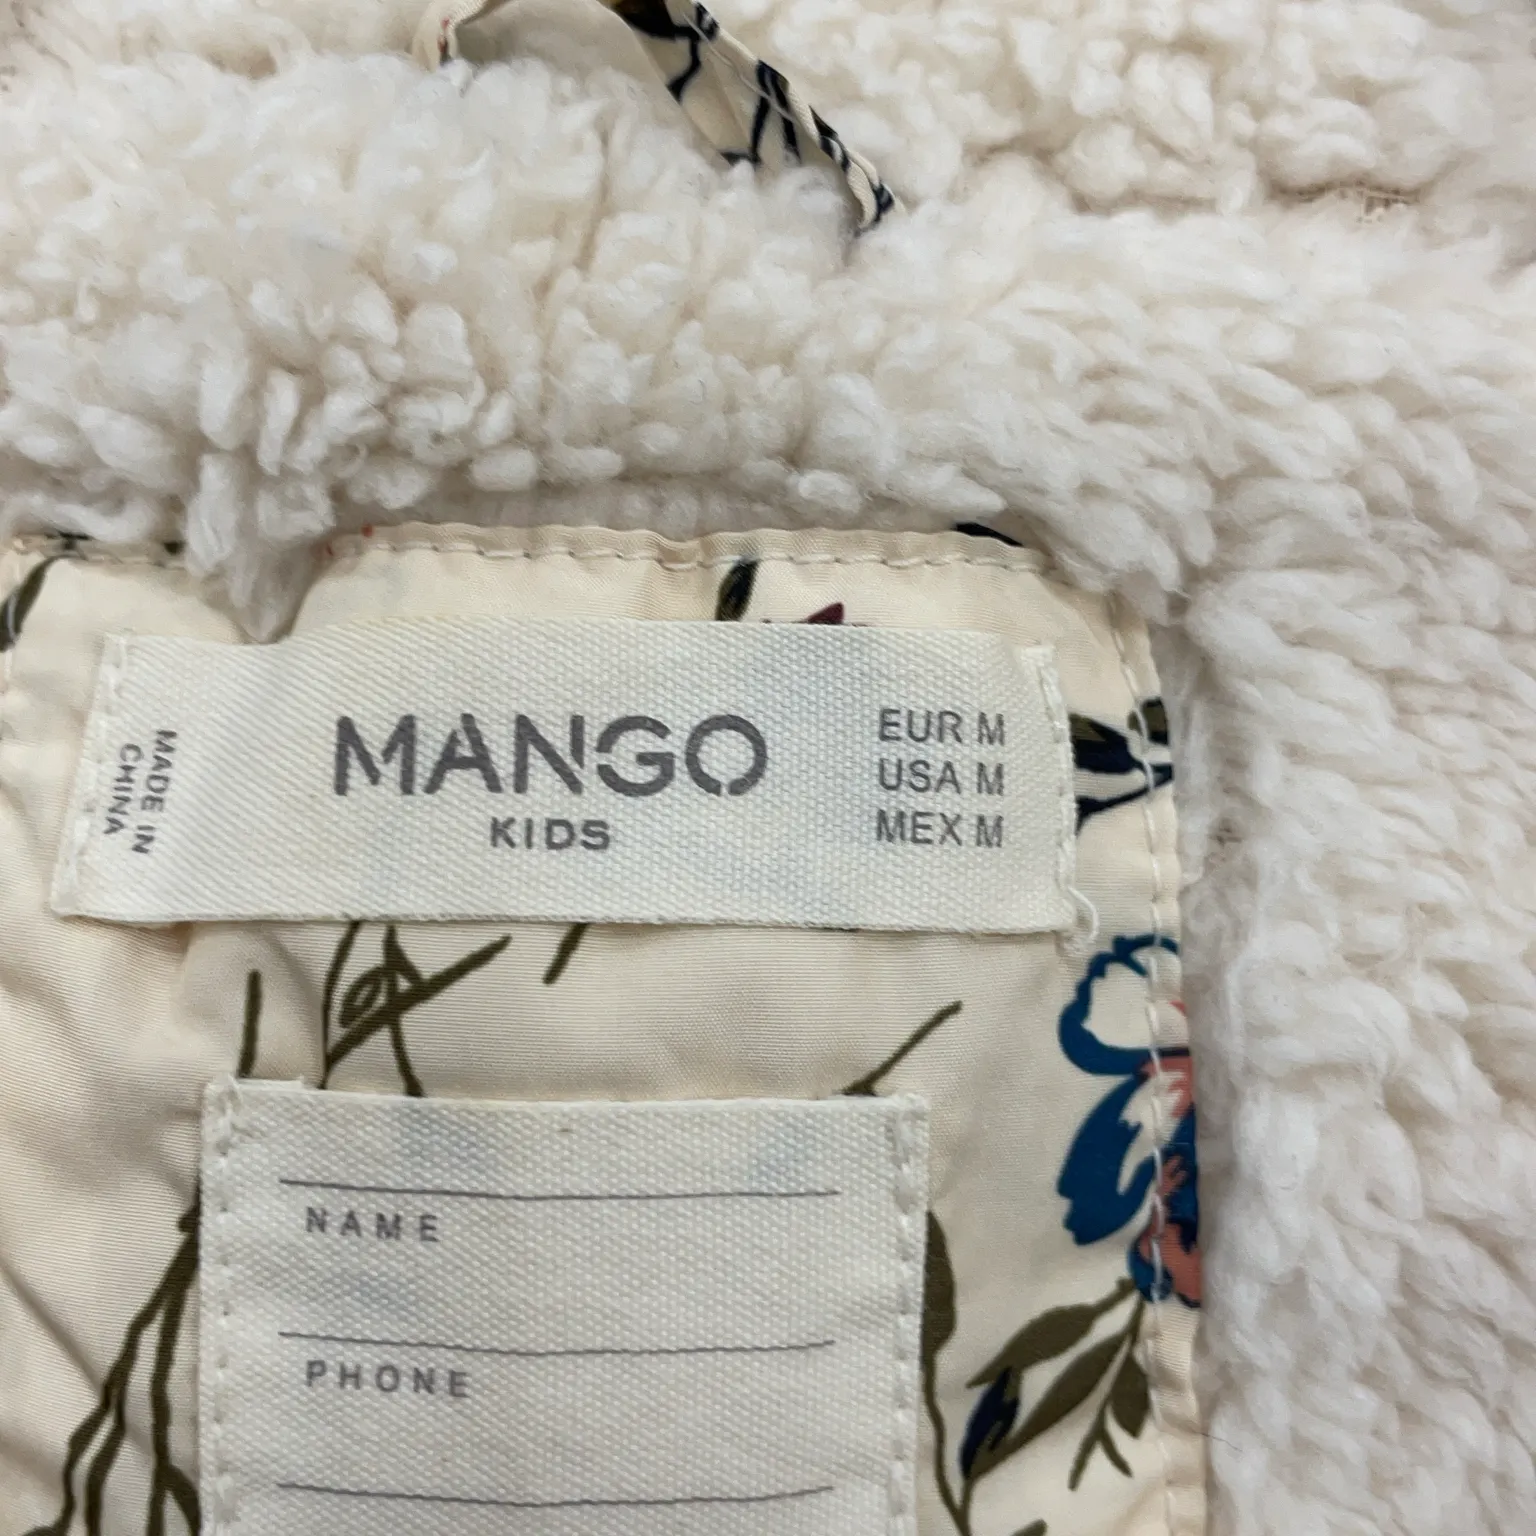 MADE IN
CHINA
MANGO
KIDS
EUR M
USA M
MEX M
NAME
PHONE